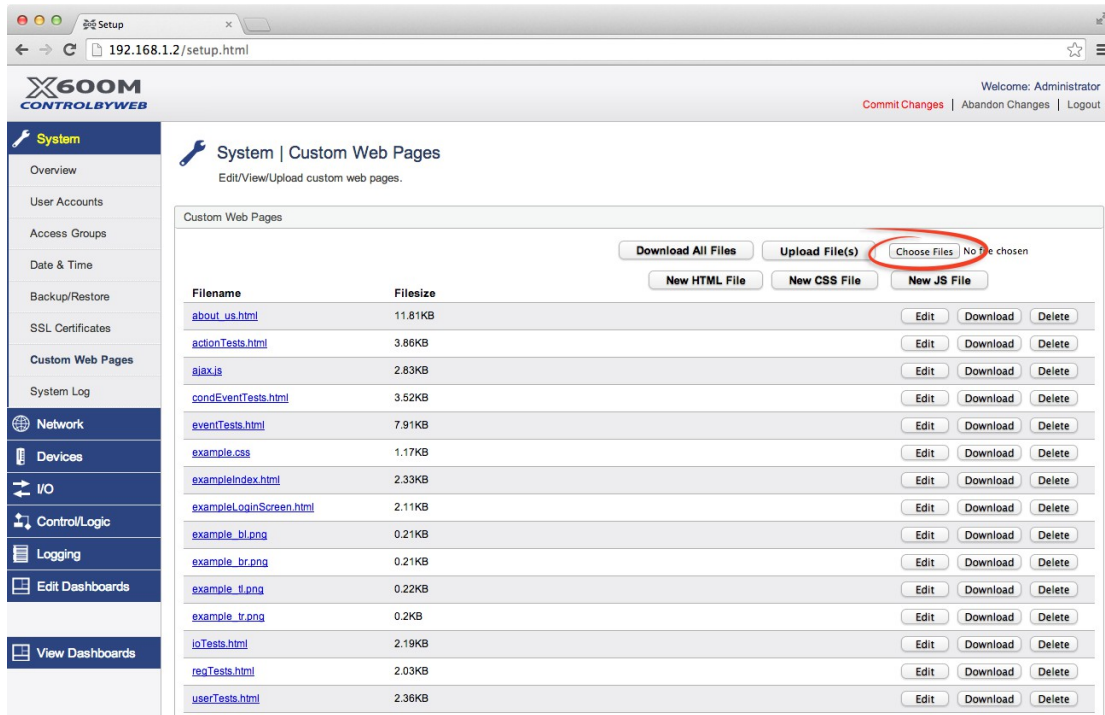 Setup
192.168.1.2/setup.html
X600M
CONTROLBYWEB
Welcome: Administrator
Commit Changes | Abandon Changes | Logout
System
Overview
User Accounts
Access Groups
Date & Time
Backup/Restore
SSL Certificates
Custom Web Pages
System Log
Network
Devices
I/O
Control/Logic
Logging
Edit Dashboards
View Dashboards
System | Custom Web Pages
Edit/View/Upload custom web pages.
Custom Web Pages
Download All Files Upload File(s) Choose Files No file chosen
New HTML File New CSS File New JS File
Filename Filesize
about_us.html 11.81KB Edit Download Delete
actionTests.html 3.86KB Edit Download Delete
ajax.js 2.83KB Edit Download Delete
condEventTests.html 3.52KB Edit Download Delete
eventTests.html 7.91KB Edit Download Delete
example.css 1.17KB Edit Download Delete
exampleIndex.html 2.33KB Edit Download Delete
exampleLoginScreen.html 2.11KB Edit Download Delete
example_bl.png 0.21KB Edit Download Delete
example_br.png 0.21KB Edit Download Delete
example_tl.png 0.22KB Edit Download Delete
example_tr.png 0.2KB Edit Download Delete
ioTests.html 2.19KB Edit Download Delete
regTests.html 2.03KB Edit Download Delete
userTests.html 2.36KB Edit Download Delete